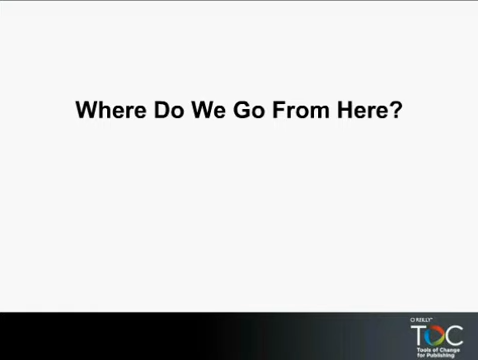 Where Do We Go From Here?
O'REILLY
TOC
Tools of Change
for Publishing